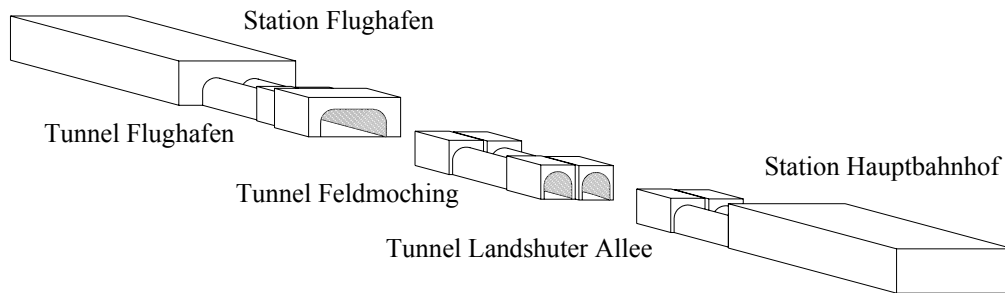 Station Flughafen
Tunnel Flughafen
Station Hauptbahnhof
Tunnel Feldmoching
Tunnel Landshuter Allee